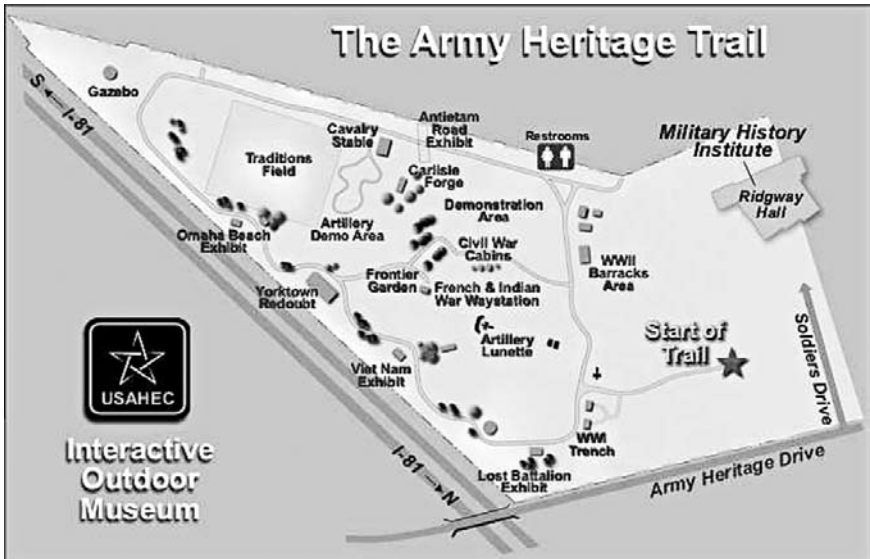 The Army Heritage Trail
Gazebo
S ← I-81
Traditions
Field
Cavalry
Stable
Antietam
Road
Exhibit
Restrooms
Military History
Institute
Ridgway
Hall
Carlisle
Forge
Demonstration
Area
Artillery
Demo Area
Omaha Beach
Exhibit
Civil War
Cabins
WWII
Barracks
Area
Frontier
Garden
French & Indian
War Waystation
Yorktown
Redoubt
Artillery
Lunette
Start of
Trail
Soldiers Drive
Viet Nam
Exhibit
USAHEC
WWI
Trench
Interactive
Outdoor
Museum
I-81 → N
Lost Battalion
Exhibit
Army Heritage Drive